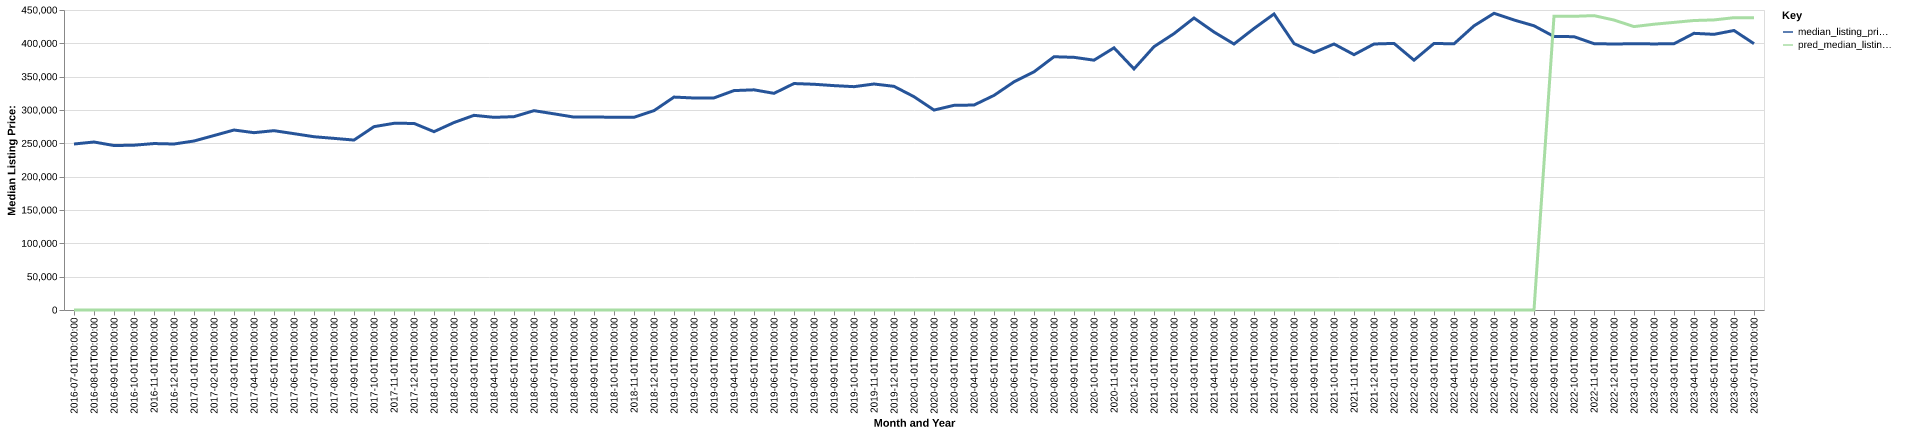 450,000
400,000
350,000
300,000
250,000
200,000
150,000
100,000
50,000
0
Median Listing Price:
2016-07-01T00:00:00
2016-08-01T00:00:00
2016-09-01T00:00:00
2016-10-01T00:00:00
2016-11-01T00:00:00
2016-12-01T00:00:00
2017-01-01T00:00:00
2017-02-01T00:00:00
2017-03-01T00:00:00
2017-04-01T00:00:00
2017-05-01T00:00:00
2017-06-01T00:00:00
2017-07-01T00:00:00
2017-08-01T00:00:00
2017-09-01T00:00:00
2017-10-01T00:00:00
2017-11-01T00:00:00
2017-12-01T00:00:00
2018-01-01T00:00:00
2018-02-01T00:00:00
2018-03-01T00:00:00
2018-04-01T00:00:00
2018-05-01T00:00:00
2018-06-01T00:00:00
2018-07-01T00:00:00
2018-08-01T00:00:00
2018-09-01T00:00:00
2018-10-01T00:00:00
2018-11-01T00:00:00
2018-12-01T00:00:00
2019-01-01T00:00:00
2019-02-01T00:00:00
2019-03-01T00:00:00
2019-04-01T00:00:00
2019-05-01T00:00:00
2019-06-01T00:00:00
2019-07-01T00:00:00
2019-08-01T00:00:00
2019-09-01T00:00:00
2019-10-01T00:00:00
2019-11-01T00:00:00
2019-12-01T00:00:00
2020-01-01T00:00:00
2020-02-01T00:00:00
2020-03-01T00:00:00
2020-04-01T00:00:00
2020-05-01T00:00:00
2020-06-01T00:00:00
2020-07-01T00:00:00
2020-08-01T00:00:00
2020-09-01T00:00:00
2020-10-01T00:00:00
2020-11-01T00:00:00
2020-12-01T00:00:00
2021-01-01T00:00:00
2021-02-01T00:00:00
2021-03-01T00:00:00
2021-04-01T00:00:00
2021-05-01T00:00:00
2021-06-01T00:00:00
2021-07-01T00:00:00
2021-08-01T00:00:00
2021-09-01T00:00:00
2021-10-01T00:00:00
2021-11-01T00:00:00
2021-12-01T00:00:00
2022-01-01T00:00:00
2022-02-01T00:00:00
2022-03-01T00:00:00
2022-04-01T00:00:00
2022-05-01T00:00:00
2022-06-01T00:00:00
2022-07-01T00:00:00
2022-08-01T00:00:00
2022-09-01T00:00:00
2022-10-01T00:00:00
2022-11-01T00:00:00
2022-12-01T00:00:00
2023-01-01T00:00:00
2023-02-01T00:00:00
2023-03-01T00:00:00
2023-04-01T00:00:00
2023-05-01T00:00:00
2023-06-01T00:00:00
2023-07-01T00:00:00
Month and Year
Key
median_listing_pri…
pred_median_listin…